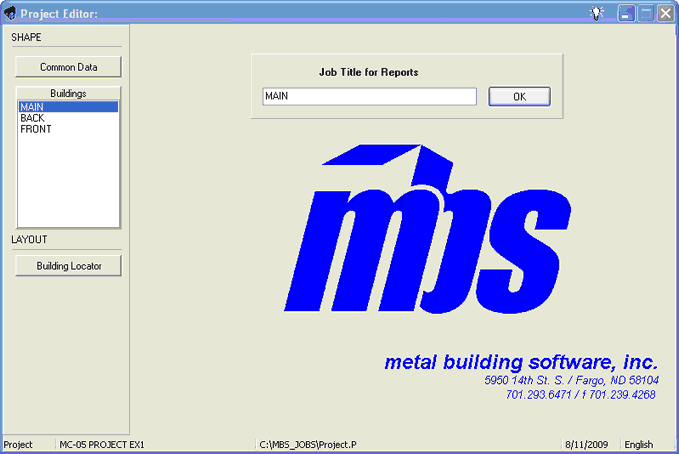 Project Editor:
SHAPE
Common Data
Buildings
MAIN
BACK
FRONT
LAYOUT
Building Locator
Job Title for Reports
MAIN OK
mbs
metal building software, inc.
5950 14th St. S. / Fargo, ND 58104
701.293.6471 / f 701.239.4268
Project MC-05 PROJECT EX1 C:\MBS_JOBS\Project.P 8/11/2009 English